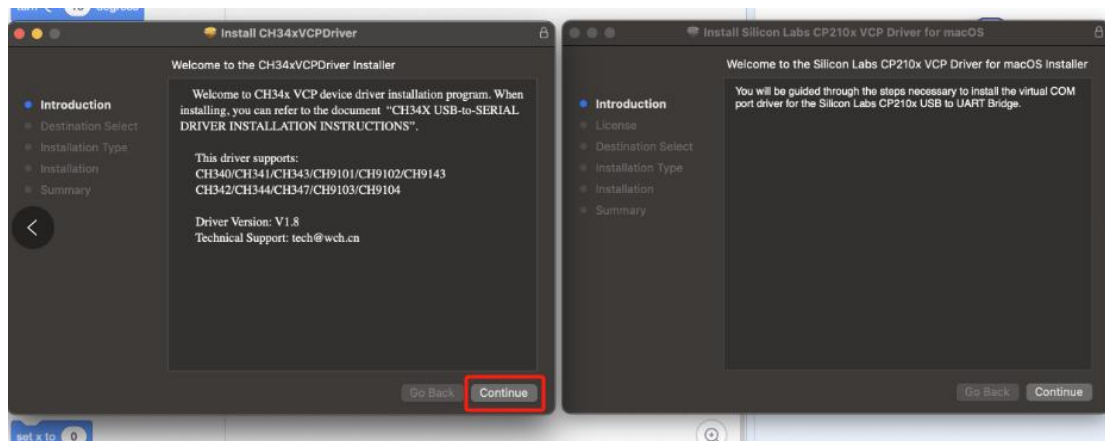 turn 15 degrees
Install CH34xVCPDriver
Welcome to the CH34xVCPDriver Installer
Introduction
Destination Select
Installation Type
Installation
Summary
Welcome to CH34x VCP device driver installation program. When
installing, you can refer to the document “CH34X USB-to-SERIAL
DRIVER INSTALLATION INSTRUCTIONS”.
This driver supports:
CH340/CH341/CH343/CH9101/CH9102/CH9143
CH342/CH344/CH347/CH9103/CH9104
Driver Version: V1.8
Technical Support: tech@wch.cn
Go Back
Continue
Install Silicon Labs CP210x VCP Driver for macOS
Welcome to the Silicon Labs CP210x VCP Driver for macOS Installer
Introduction
License
Destination Select
Installation Type
Installation
Summary
You will be guided through the steps necessary to install the virtual COM
port driver for the Silicon Labs CP210x USB to UART Bridge.
Go Back
Continue
set x to 0